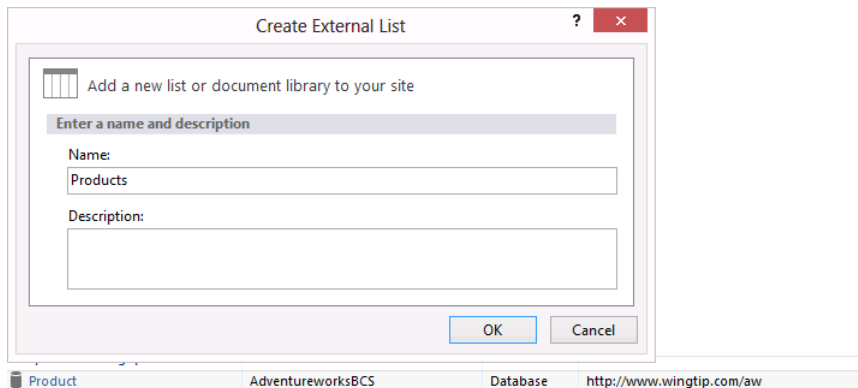 Create External List
?
Add a new list or document library to your site
Enter a name and description
Name:
Products
Description:
OK Cancel
Product AdventureworksBCS Database http://www.wingtip.com/aw